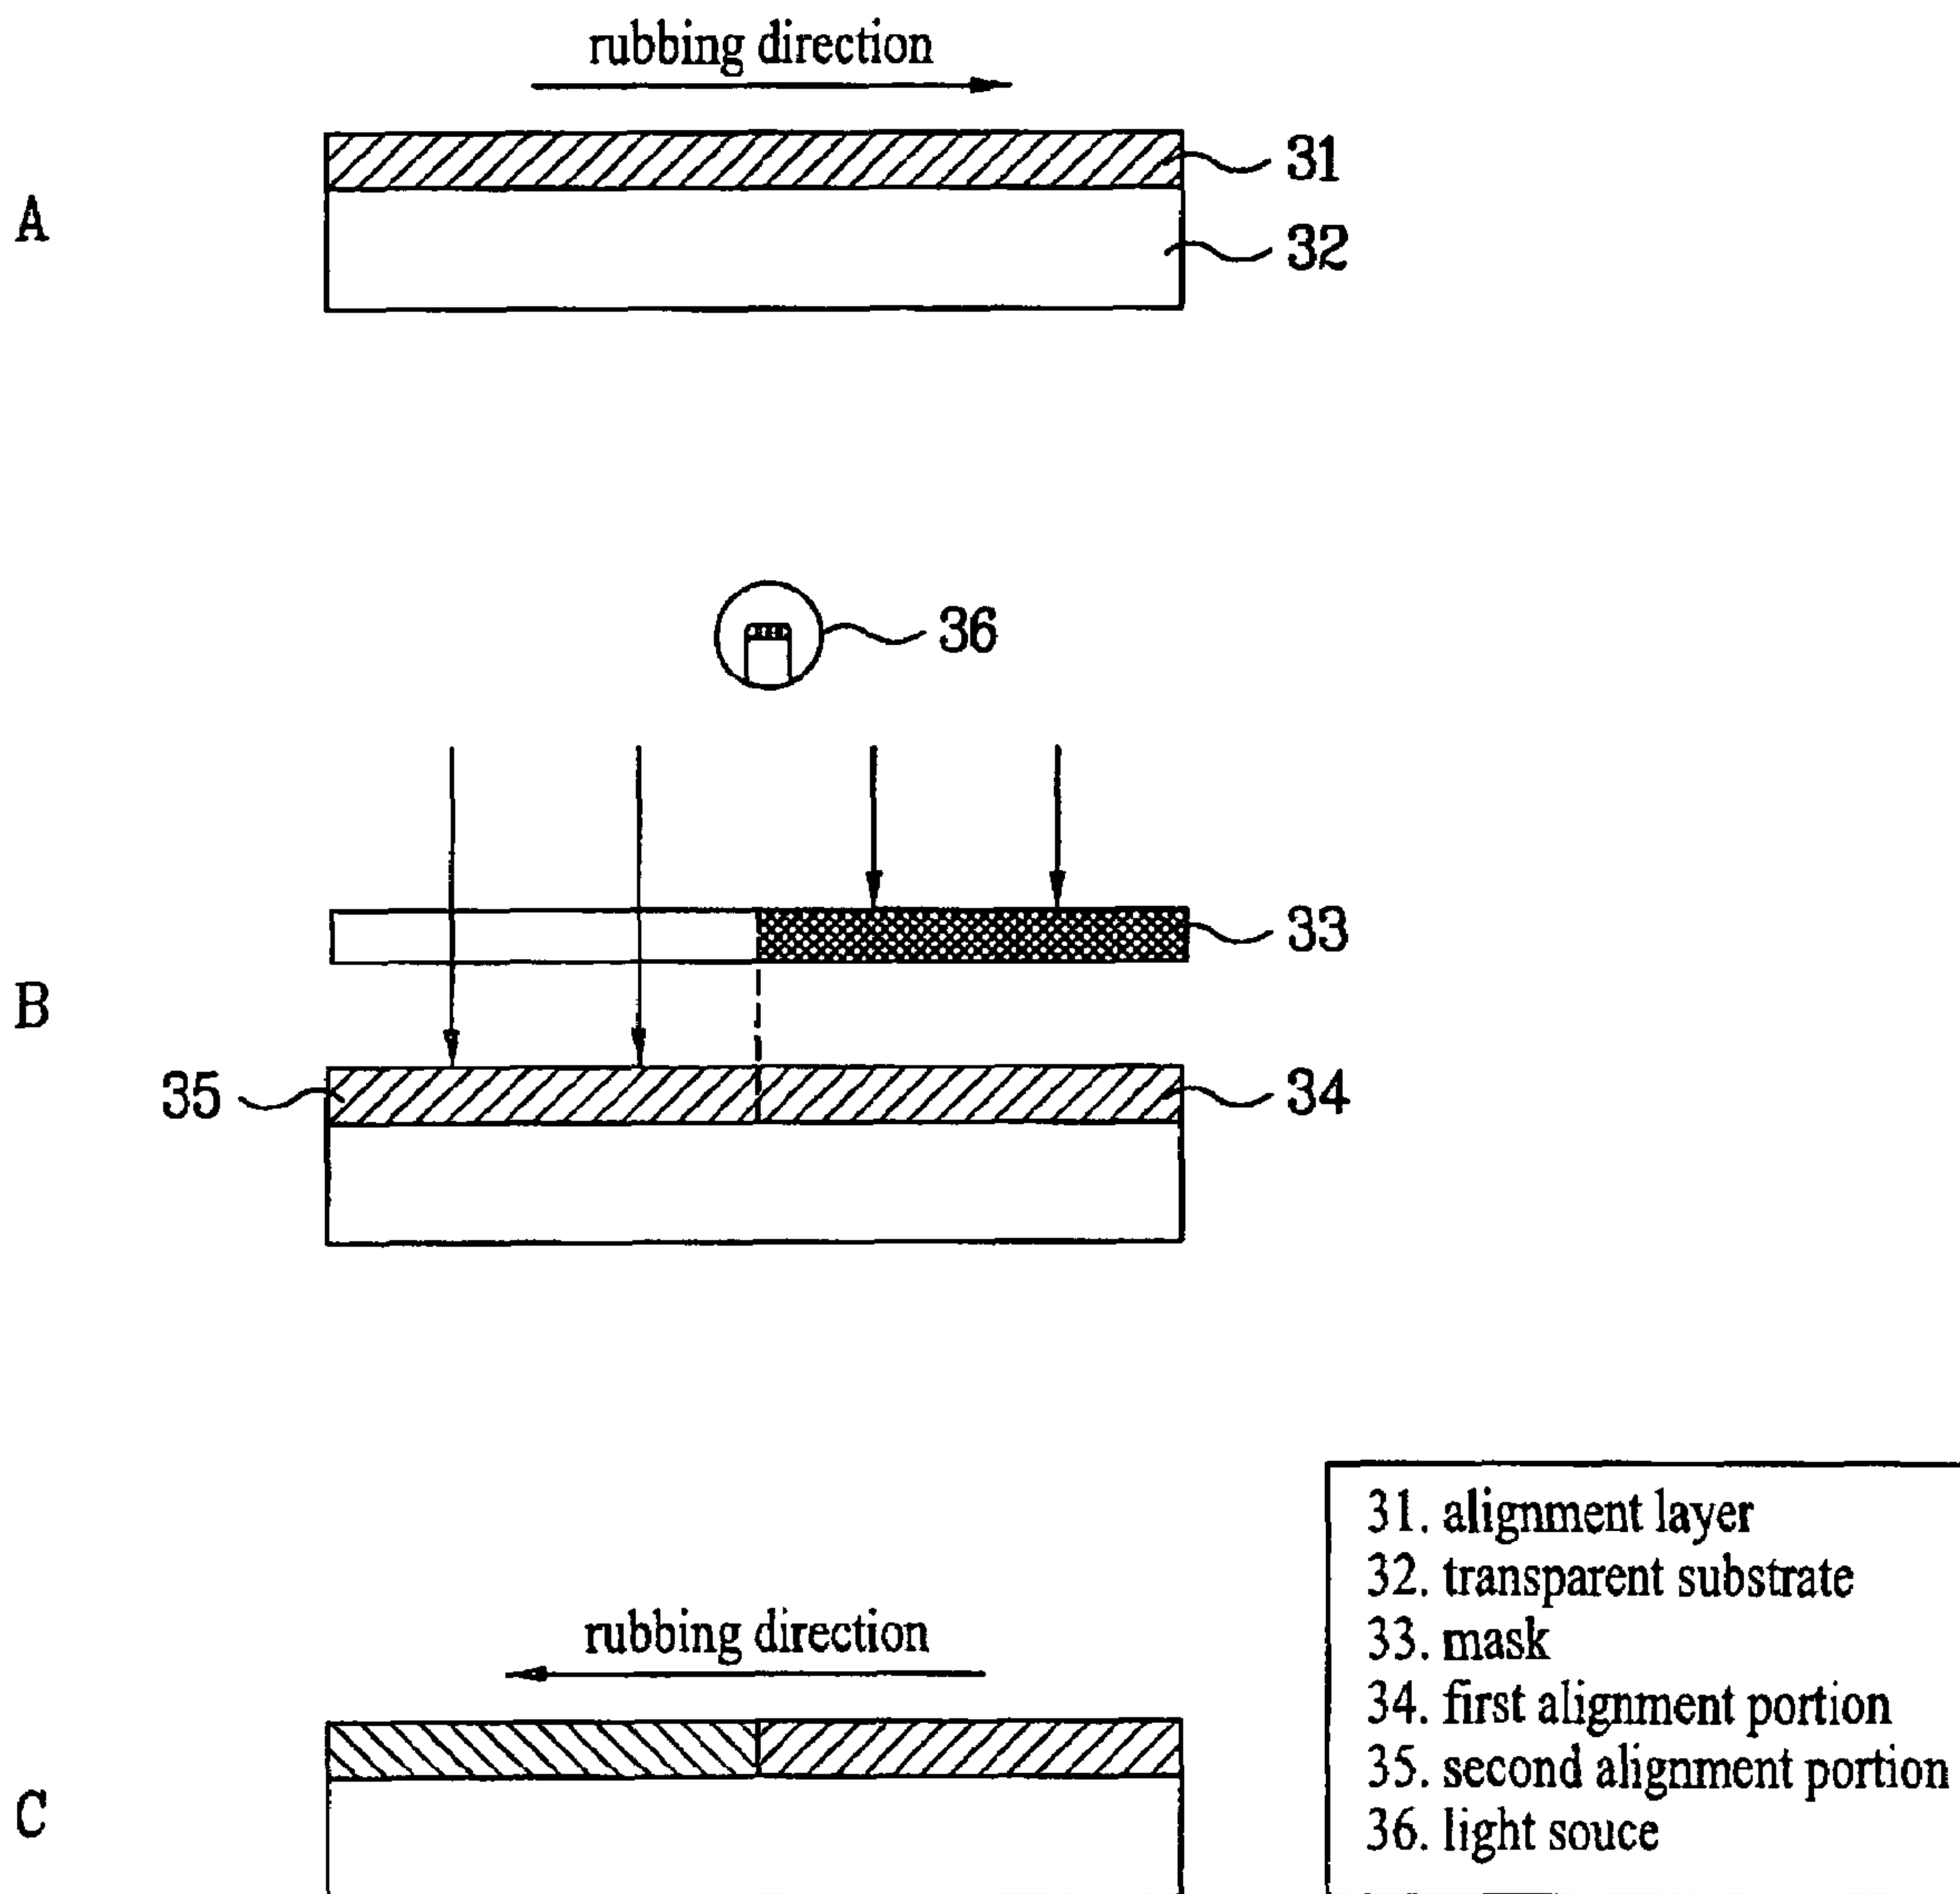 rubbing direction
31
A
32
36
33
B
35
34
31. alignment layer
32. transparent substrate
33. mask
34. first alignment portion
35. second alignment portion
36. light souce
rubbing direction
C